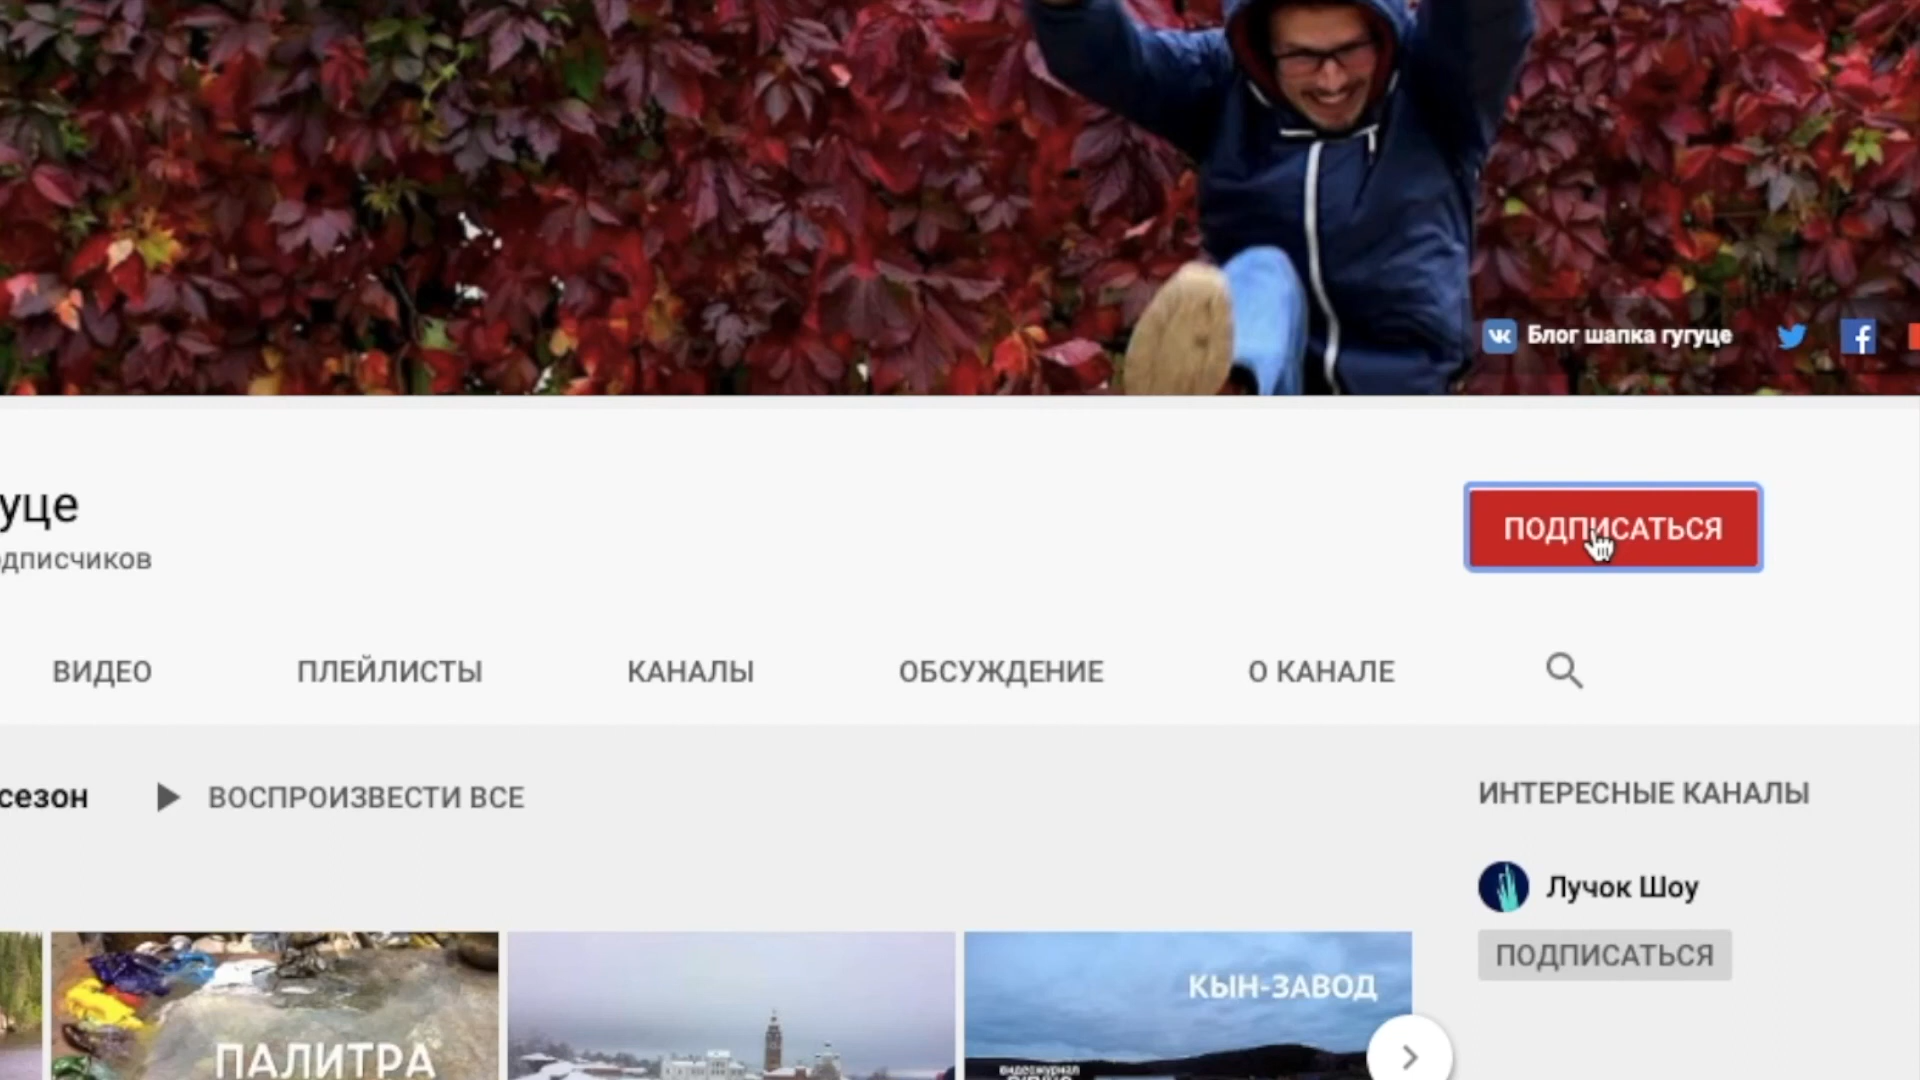 Блог шапка гугуце
уце
дписчиков
ПОДПИСАТЬСЯ
ВИДЕО ПЛЕЙЛИСТЫ КАНАЛЫ ОБСУЖДЕНИЕ О КАНАЛЕ
сезон ВОСПРОИЗВЕСТИ ВСЕ
ИНТЕРЕСНЫЕ КАНАЛЫ
Лучок Шоу
ПОДПИСАТЬСЯ
КЫН-ЗАВОД
ПАЛИТРА
видеожурнал